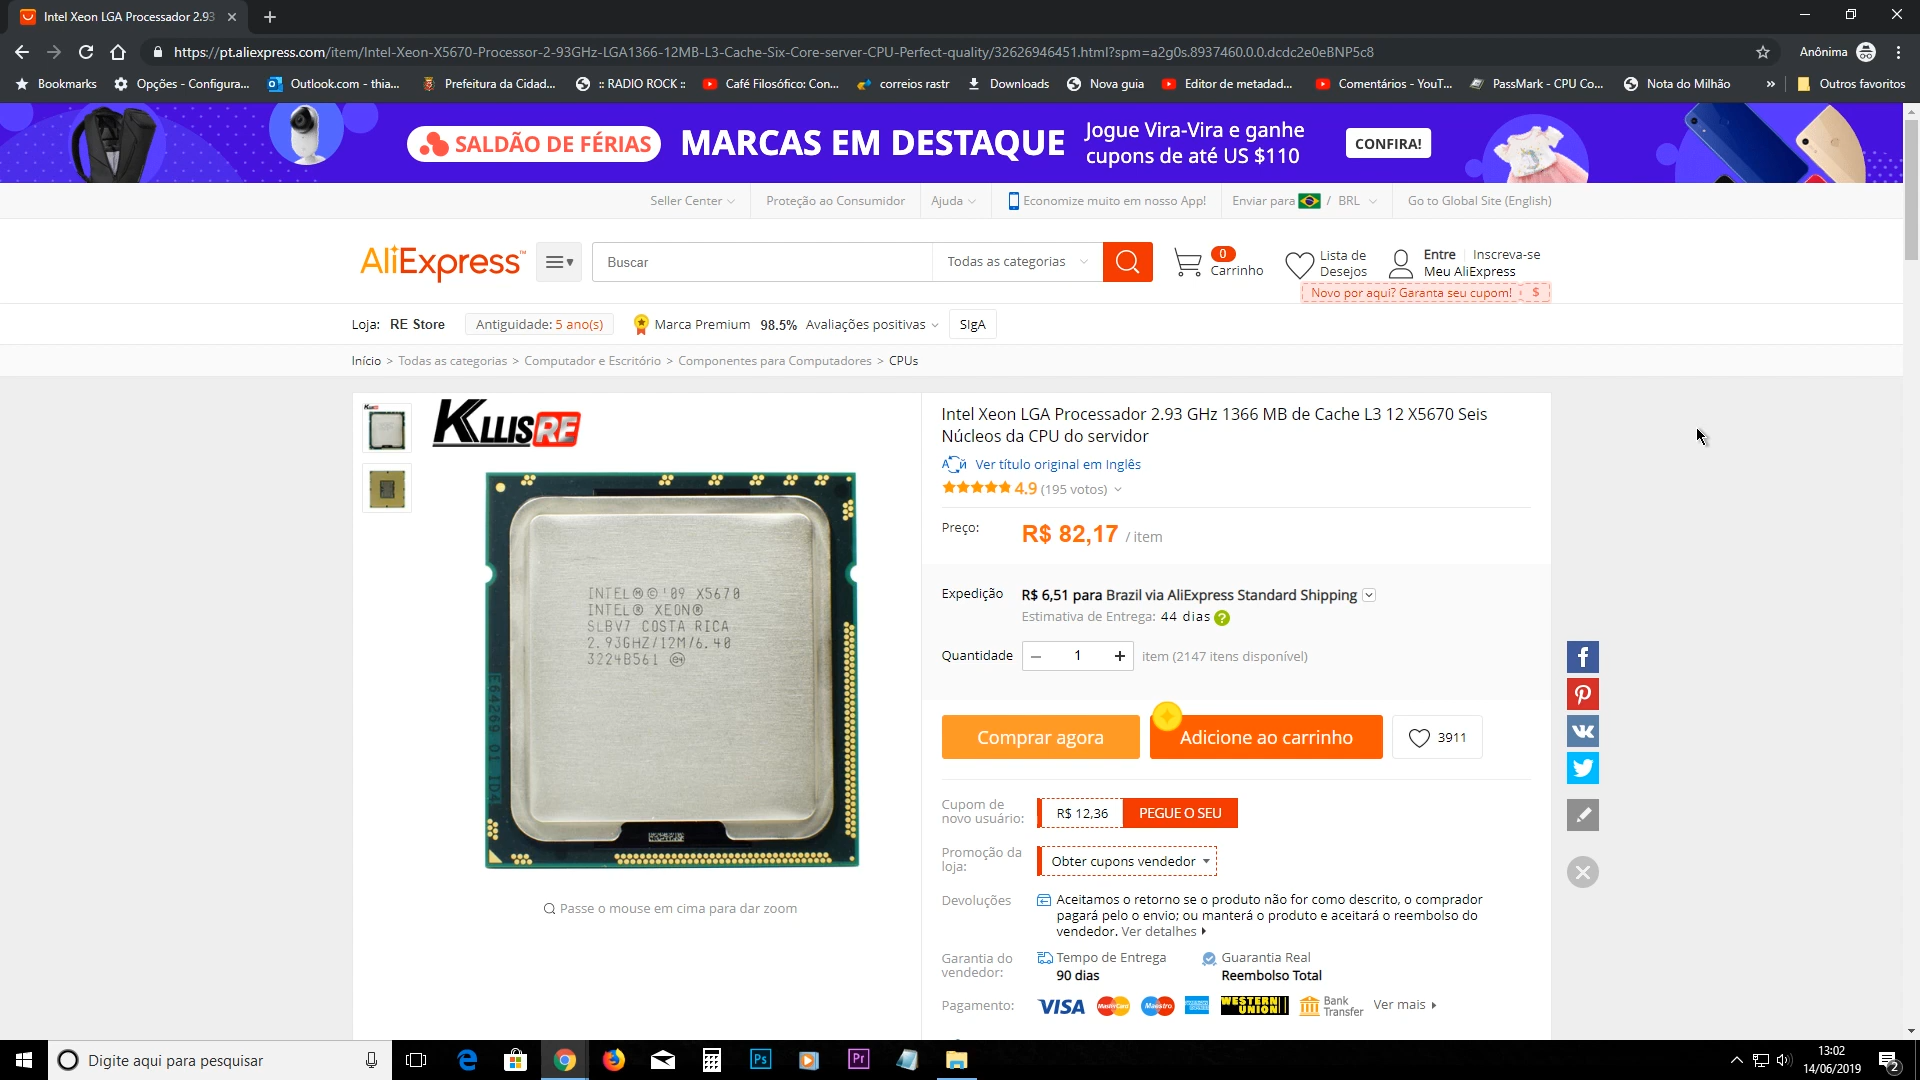 Intel Xeon LGA Processador 2.93
https://pt.aliexpress.com/item/Intel-Xeon-X5670-Processor-2-93GHz-LGA1366-12MB-L3-Cache-Six-Core-server-CPU-Perfect-quality/32626946451.html?spm=a2g0s.8937460.0.0.dcdc2e0eBNP5c8
Anônima
Bookmarks
Opções - Configura...
Outlook.com - thia...
Prefeitura da Cidad...
:: RADIO ROCK ::
Café Filosófico: Con...
correios rastr
Downloads
Nova guia
Editor de metadad...
Comentários - YouT...
PassMark - CPU Co...
Nota do Milhão
»
Outros favoritos
SALDÃO DE FÉRIAS
MARCAS EM DESTAQUE
Jogue Vira-Vira e ganhe
cupons de até US $110
CONFIRA!
Seller Center
Proteção ao Consumidor
Ajuda
Economize muito em nosso App!
Enviar para / BRL
Go to Global Site (English)
AliExpress™
Buscar
Todas as categorias
0
Carrinho
Lista de
Desejos
Entre | Inscreva-se
Meu AliExpress
Novo por aqui? Garanta seu cupom! $
Loja: RE Store
Antiguidade: 5 ano(s)
Marca Premium 98.5% Avaliações positivas
SIgA
Início > Todas as categorias > Computador e Escritório > Componentes para Computadores > CPUs
KLLISRE
INTEL®©'09 X5670
INTEL® XEON®
SLBV7 COSTA RICA
2.93GHZ/12M/6.40
3224B561 e4
Passe o mouse em cima para dar zoom
Intel Xeon LGA Processador 2.93 GHz 1366 MB de Cache L3 12 X5670 Seis
Núcleos da CPU do servidor
Ver título original em Inglês
4.9 (195 votos)
Preço:
R$ 82,17 / item
Expedição
R$ 6,51 para Brazil via AliExpress Standard Shipping
Estimativa de Entrega: 44 dias ?
Quantidade
− 1 +
item (2147 itens disponível)
Comprar agora
Adicione ao carrinho
3911
Cupom de
novo usuário:
R$ 12,36
PEGUE O SEU
Promoção da
loja:
Obter cupons vendedor
Devoluções
Aceitamos o retorno se o produto não for como descrito, o comprador
pagará pelo o envio; ou manterá o produto e aceitará o reembolso do
vendedor. Ver detalhes
Garantia do
vendedor:
Tempo de Entrega
90 dias
Guarantia Real
Reembolso Total
Pagamento:
VISA
MasterCard
Maestro
WESTERN
UNION
Bank
Transfer
Ver mais
Digite aqui para pesquisar
Ps
Pr
13:02
14/06/2019
2